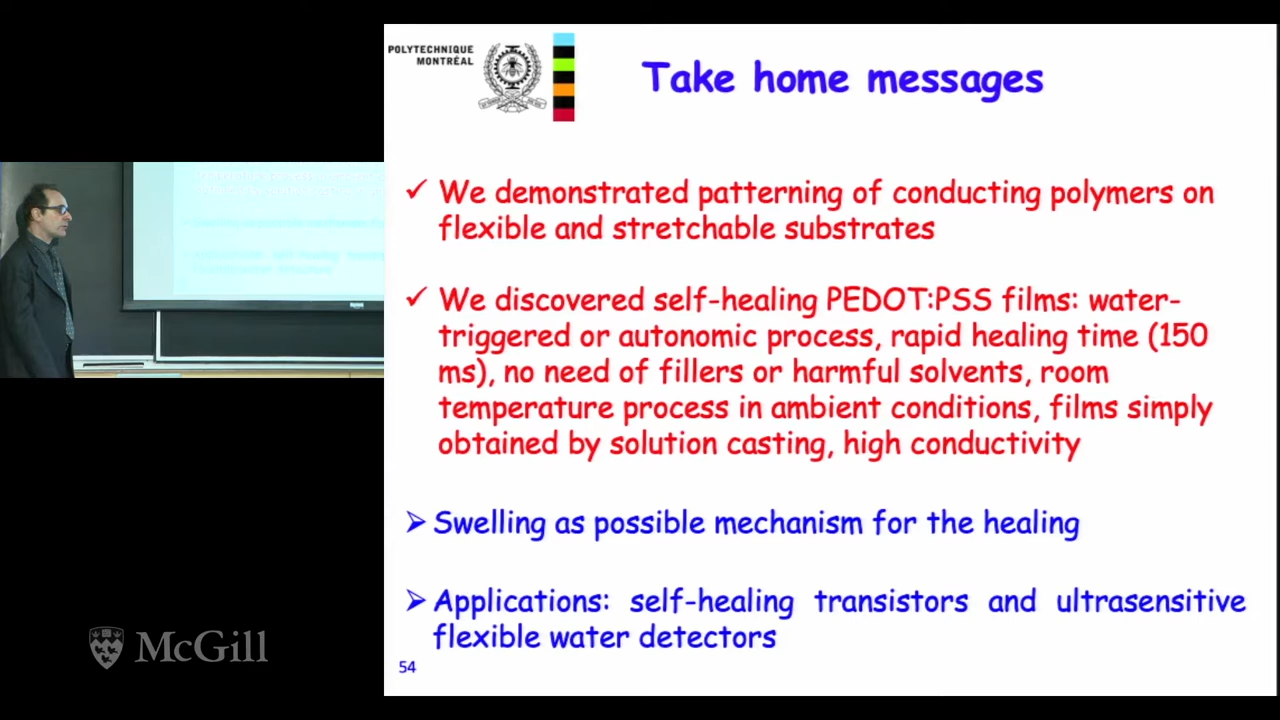 POLYTECHNIQUE
MONTRÉAL
Take home messages
✓ We demonstrated patterning of conducting polymers on
flexible and stretchable substrates
✓ We discovered self-healing PEDOT:PSS films: water-
triggered or autonomic process, rapid healing time (150
ms), no need of fillers or harmful solvents, room
temperature process in ambient conditions, films simply
obtained by solution casting, high conductivity
➢ Swelling as possible mechanism for the healing
➢ Applications: self-healing transistors and ultrasensitive
flexible water detectors
54
McGill